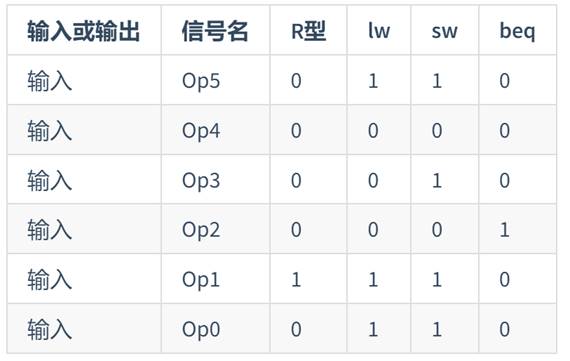 输入或输出 信号名 R型 lw sw beq
输入 Op5 0 1 1 0
输入 Op4 0 0 0 0
输入 Op3 0 0 1 0
输入 Op2 0 0 0 1
输入 Op1 1 1 1 0
输入 Op0 0 1 1 0